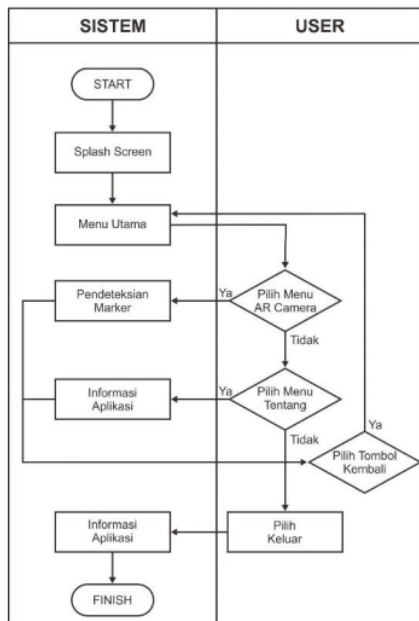 SISTEM
USER
START
Splash Screen
Menu Utama
Pendeteksian
Marker
Ya
Pilih Menu
AR Camera
Tidak
Informasi
Aplikasi
Ya
Pilih Menu
Tentang
Tidak
Ya
Pilih Tombol
Kembali
Informasi
Aplikasi
Pilih
Keluar
FINISH